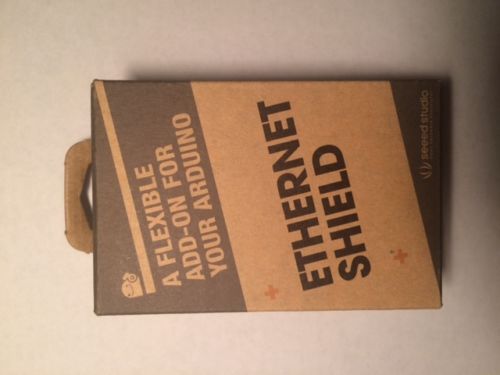 A FLEXIBLE
ADD-ON FOR
YOUR ARDUINO
ETHERNET
SHIELD
seeed studio